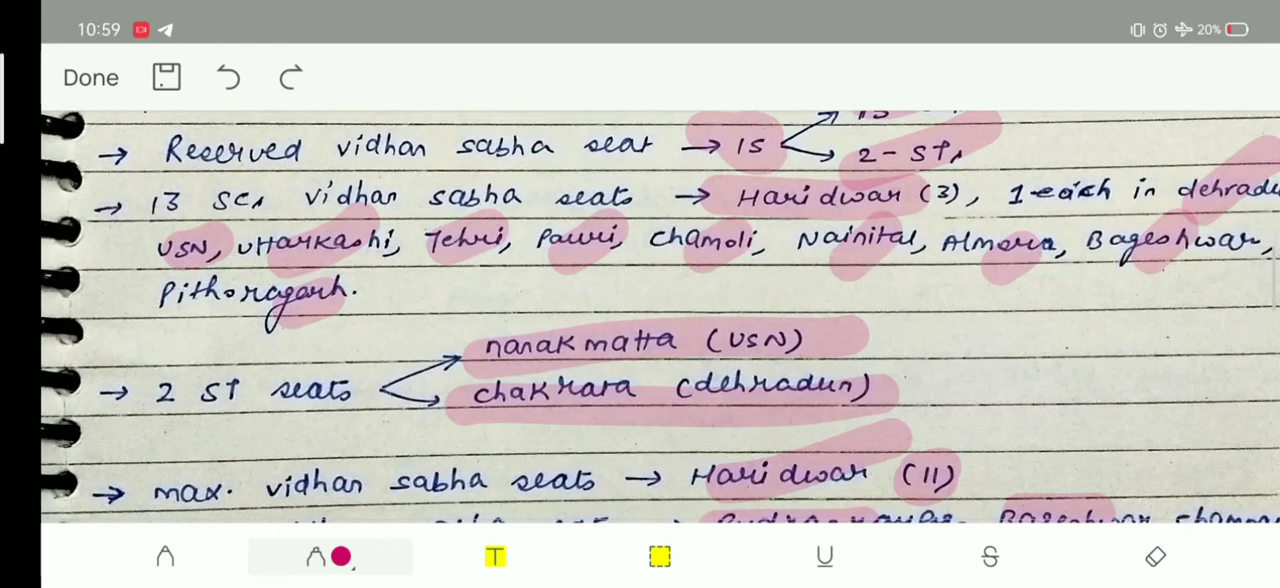 10:59
20%
Done
→ Reserved vidhan sabha seat → 15
→ 2-ST
→ 13 SC vidhan sabha seats → Haridwar (3), 1 each in dehradu
USN, uttarkashi, Tehri, Pauri, Chamoli, Nainital, Almora, Bageshwar,
Pithoragarh.
nanakmatta (USN)
→ 2 ST seats
chakrata (dehradun)
→ max. vidhan sabha seats → Haridwar (11)
T
U
S